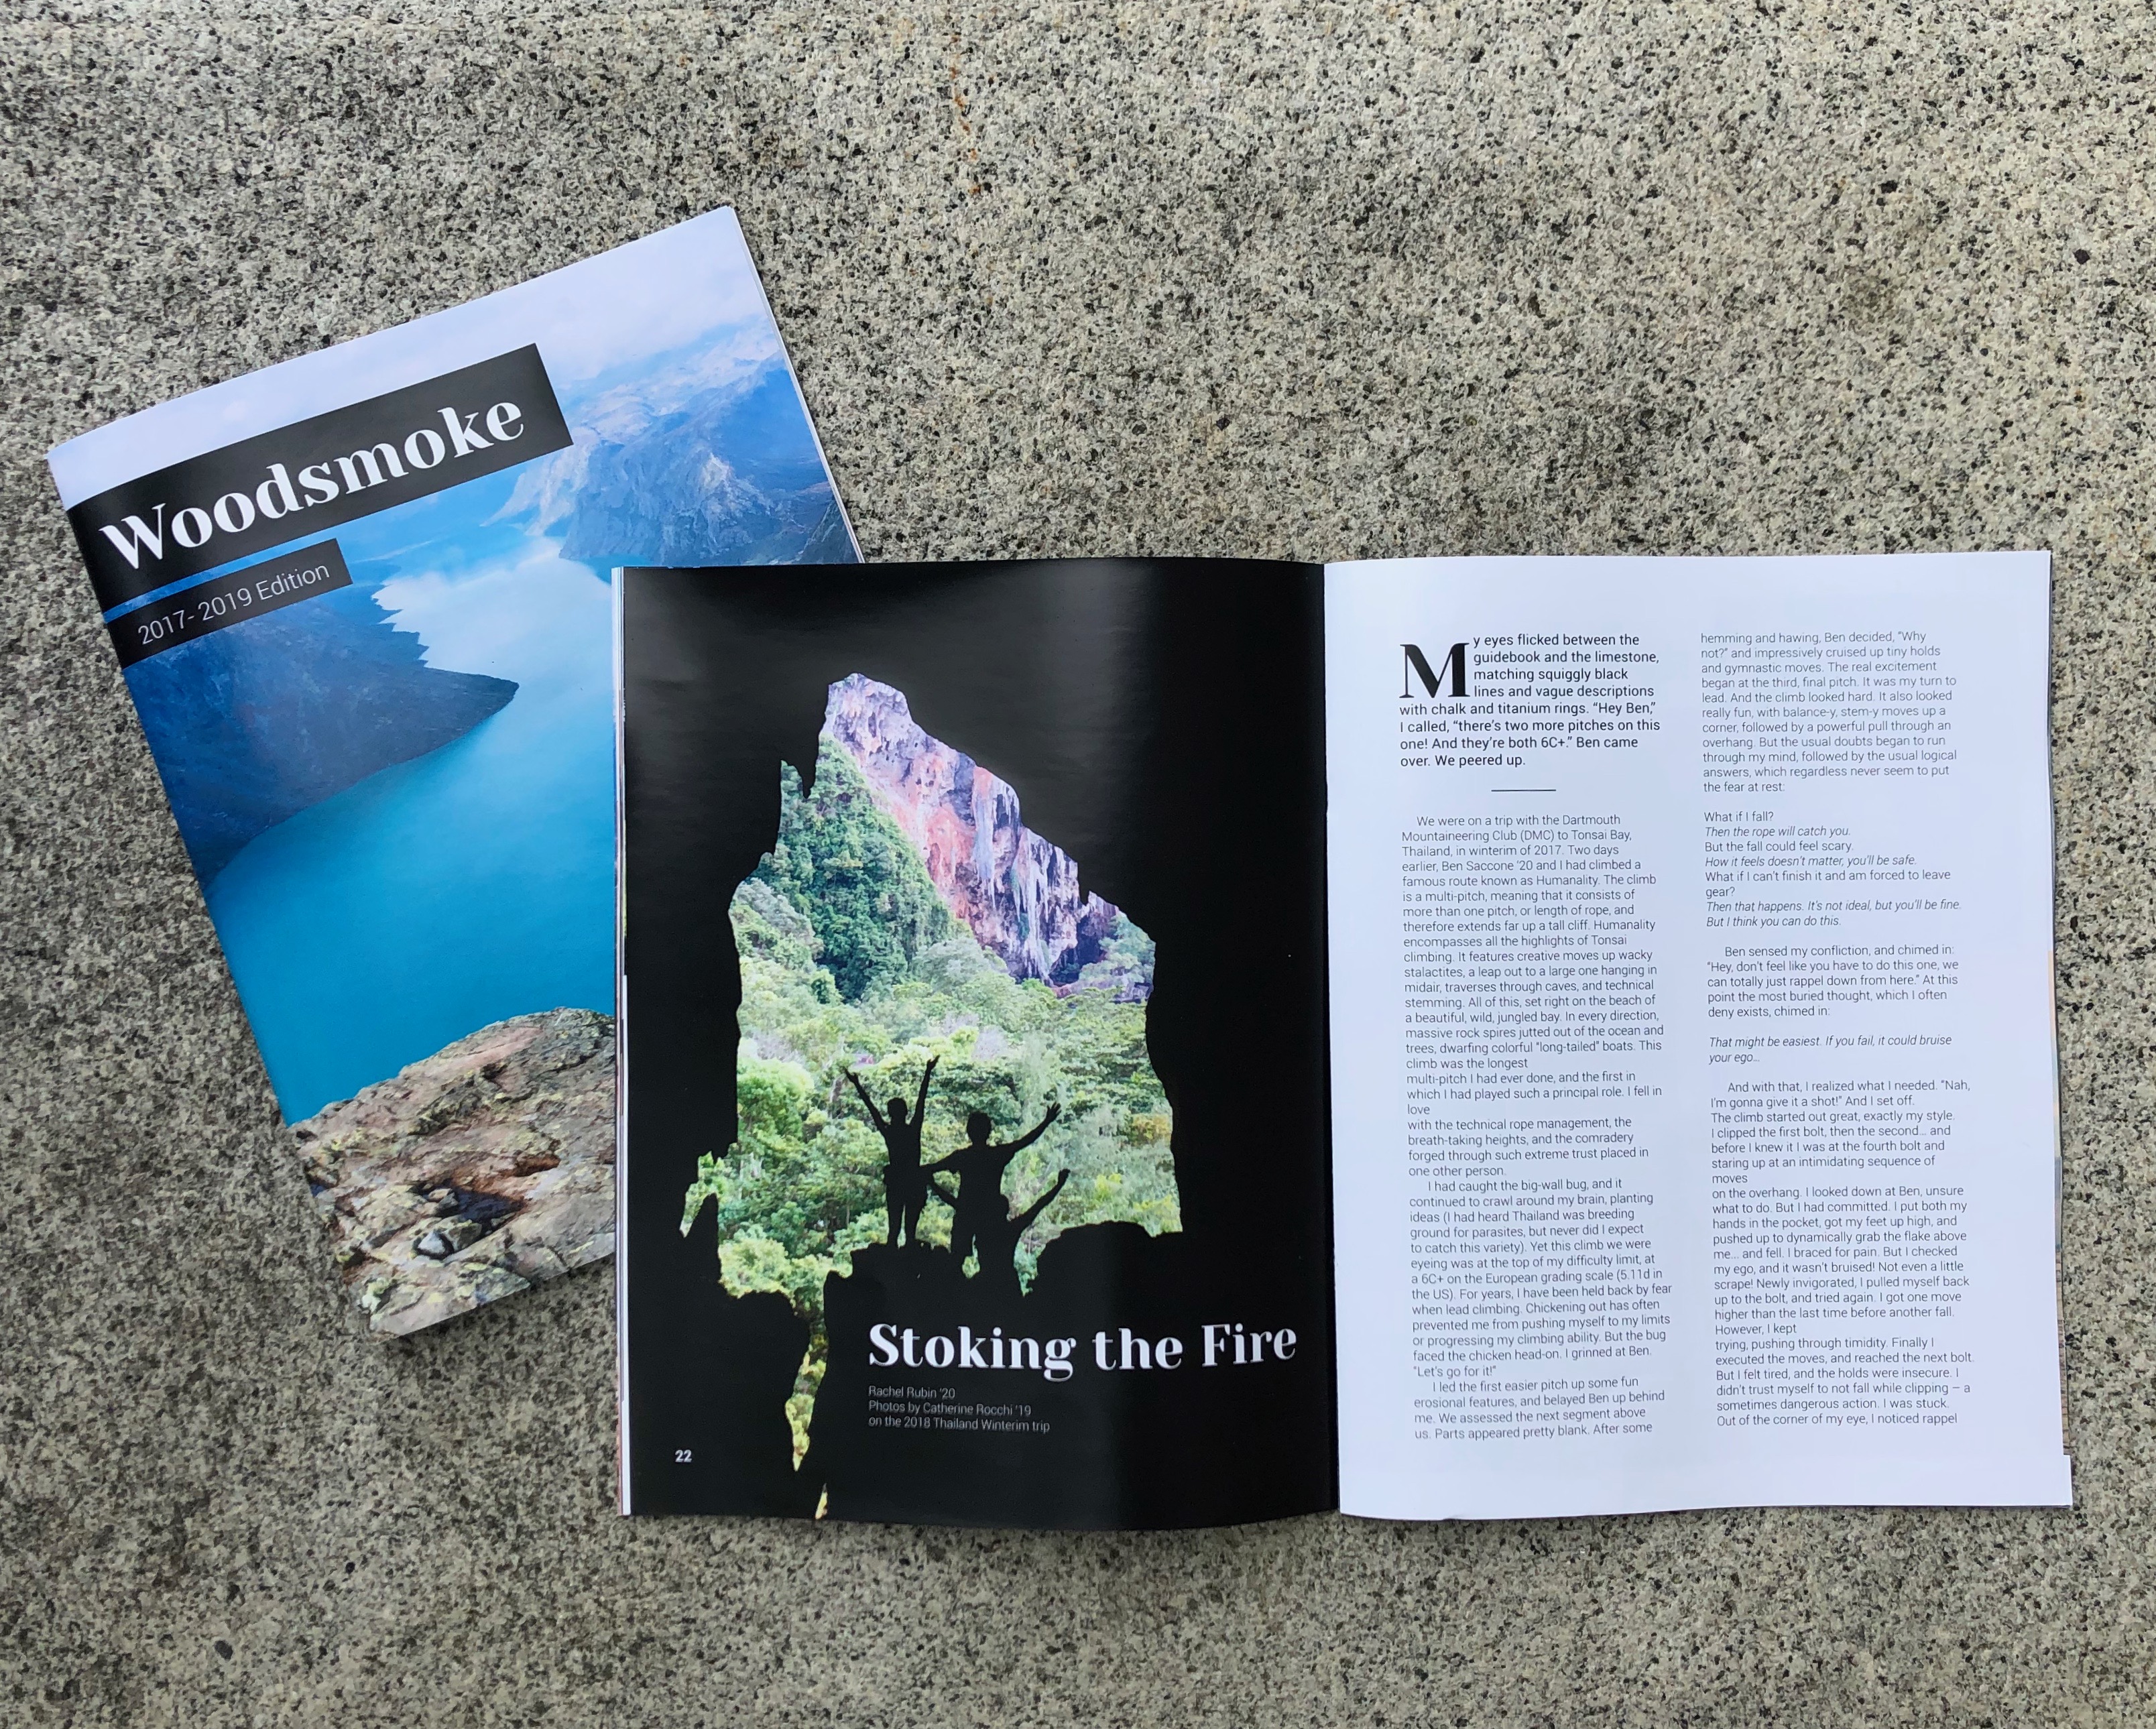 Woodsmoke
2017-2019 Edition
Stoking the Fire
Rachel Rubin '20
Photos by Catherine Rocchi '19
on the 2018 Thailand Winterim trip
22
My eyes flicked between the
guidebook and the limestone,
matching squiggly black
lines and vague descriptions
with chalk and titanium rings. “Hey Ben,”
I called, “there's two more pitches on this
one! And they're both 6C+.” Ben came
over. We peered up.
We were on a trip with the Dartmouth
Mountaineering Club (DMC) to Tonsai Bay,
Thailand, in winterim of 2017. Two days
earlier, Ben Saccone '20 and I had climbed a
famous route known as Humanality. The climb
is a multi-pitch, meaning that it consists of
more than one pitch, or length of rope, and
therefore extends far up a tall cliff. Humanality
encompasses all the highlights of Tonsai
climbing. It features creative moves up wacky
stalactites, a leap out to a large one hanging in
midair, traverses through caves, and technical
stemming. All of this, set right on the beach of
a beautiful, wild, jungled bay. In every direction,
massive rock spires jutted out of the ocean and
trees, dwarfing colorful “long-tailed” boats. This
climb was the longest
multi-pitch I had ever done, and the first in
which I had played such a principal role. I fell in
love
with the technical rope management, the
breath-taking heights, and the comradery
forged through such extreme trust placed in
one other person.
I had caught the big-wall bug, and it
continued to crawl around my brain, planting
ideas (I had heard Thailand was breeding
ground for parasites, but never did I expect
to catch this variety). Yet this climb we were
eyeing was at the top of my difficulty limit, at
a 6C+ on the European grading scale (5.11d in
the US). For years, I have been held back by fear
when lead climbing. Chickening out has often
prevented me from pushing myself to my limits
or progressing my climbing ability. But the bug
faced the chicken head-on. I grinned at Ben.
“Let's go for it!”
I led the first easier pitch up some fun
erosional features, and belayed Ben up behind
me. We assessed the next segment above
us. Parts appeared pretty blank. After some
hemming and hawing, Ben decided, “Why
not?” and impressively cruised up tiny holds
and gymnastic moves. The real excitement
began at the third, final pitch. It was my turn to
lead. And the climb looked hard. It also looked
really fun, with balance-y, stem-y moves up a
corner, followed by a powerful pull through an
overhang. But the usual doubts began to run
through my mind, followed by the usual logical
answers, which regardless never seem to put
the fear at rest:
What if I fall?
Then the rope will catch you.
But the fall could feel scary.
How it feels doesn't matter, you'll be safe.
What if I can't finish it and am forced to leave
gear?
Then that happens. It's not ideal, but you'll be fine.
But I think you can do this.
Ben sensed my confliction, and chimed in:
“Hey, don't feel like you have to do this one, we
can totally just rappel down from here.” At this
point the most buried thought, which I often
deny exists, chimed in:
That might be easiest. If you fail, it could bruise
your ego...
And with that, I realized what I needed. “Nah,
I'm gonna give it a shot!” And I set off.
The climb started out great, exactly my style.
I clipped the first bolt, then the second... and
before I knew it I was at the fourth bolt and
staring up at an intimidating sequence of
moves
on the overhang. I looked down at Ben, unsure
what to do. But I had committed. I put both my
hands in the pocket, got my feet up high, and
pushed up to dynamically grab the flake above
me... and fell. I braced for pain. But I checked
my ego, and it wasn't bruised! Not even a little
scrape! Newly invigorated, I pulled myself back
up to the bolt, and tried again. I got one move
higher than the last time before another fall.
However, I kept
trying, pushing through timidity. Finally I
executed the moves, and reached the next bolt.
But I felt tired, and the holds were insecure. I
didn't trust myself to not fall while clipping – a
sometimes dangerous action. I was stuck.
Out of the corner of my eye, I noticed rappel